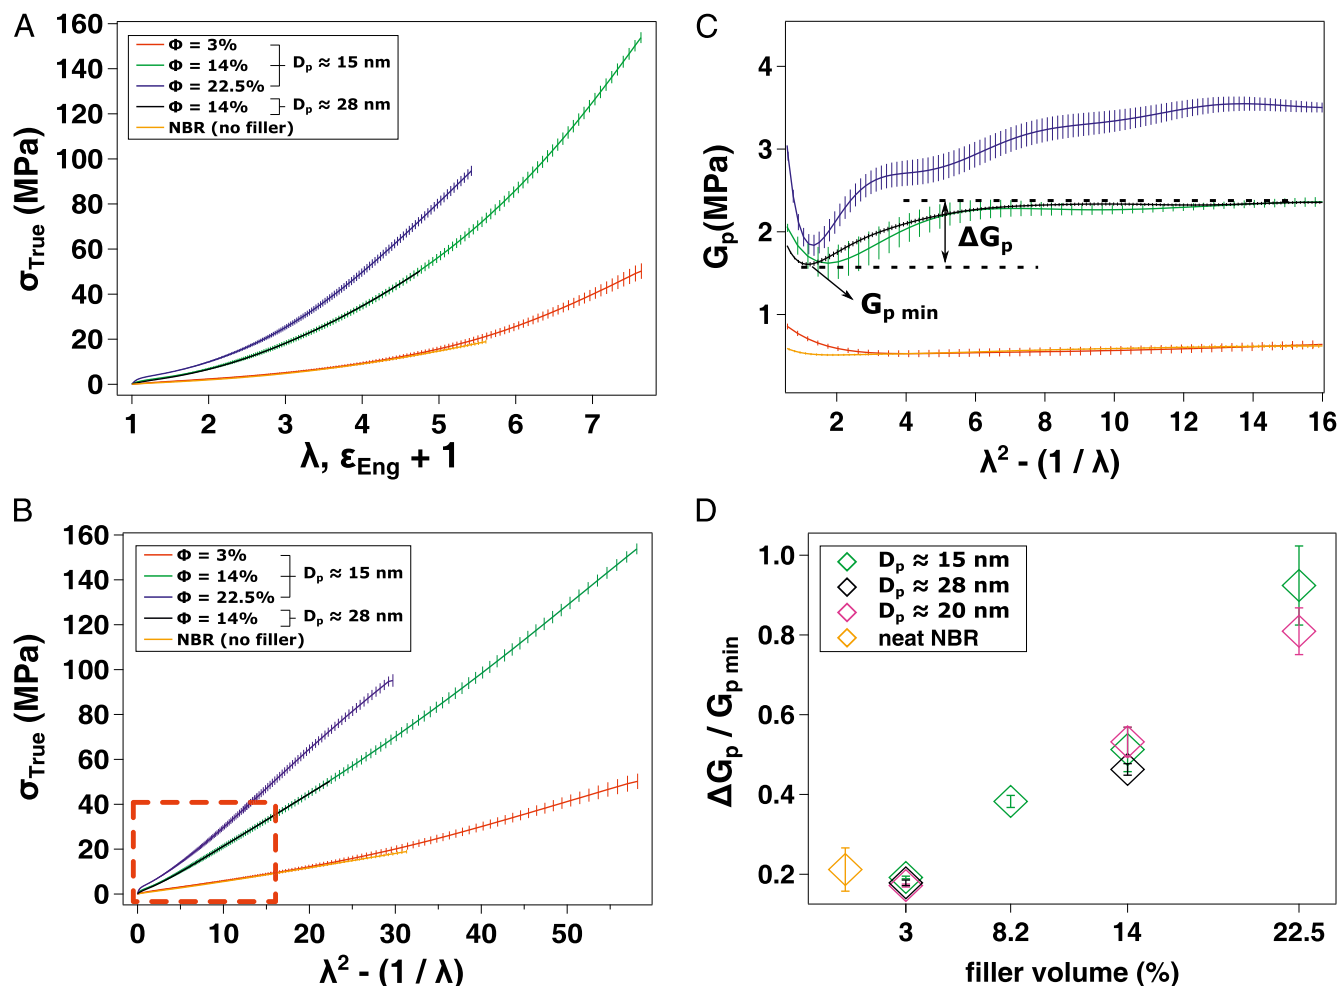 A
160
140
120
100
80
60
40
20
0
σTrue (MPa)
Φ = 3%
Φ = 14%
Φ = 22.5%
Φ = 14%
NBR (no filler)
Dp ≈ 15 nm
Dp ≈ 28 nm
1 2 3 4 5 6 7
λ, εEng + 1
C
4
3
2
1
Gp(MPa)
ΔGp
Gp min
2 4 6 8 10 12 14 16
λ² - (1 / λ)
B
160
140
120
100
80
60
40
20
0
σTrue (MPa)
Φ = 3%
Φ = 14%
Φ = 22.5%
Φ = 14%
NBR (no filler)
Dp ≈ 15 nm
Dp ≈ 28 nm
0 10 20 30 40 50
λ² - (1 / λ)
D
1.0
0.8
0.6
0.4
0.2
ΔGp / Gp min
Dp ≈ 15 nm
Dp ≈ 28 nm
Dp ≈ 20 nm
neat NBR
3 8.2 14 22.5
filler volume (%)